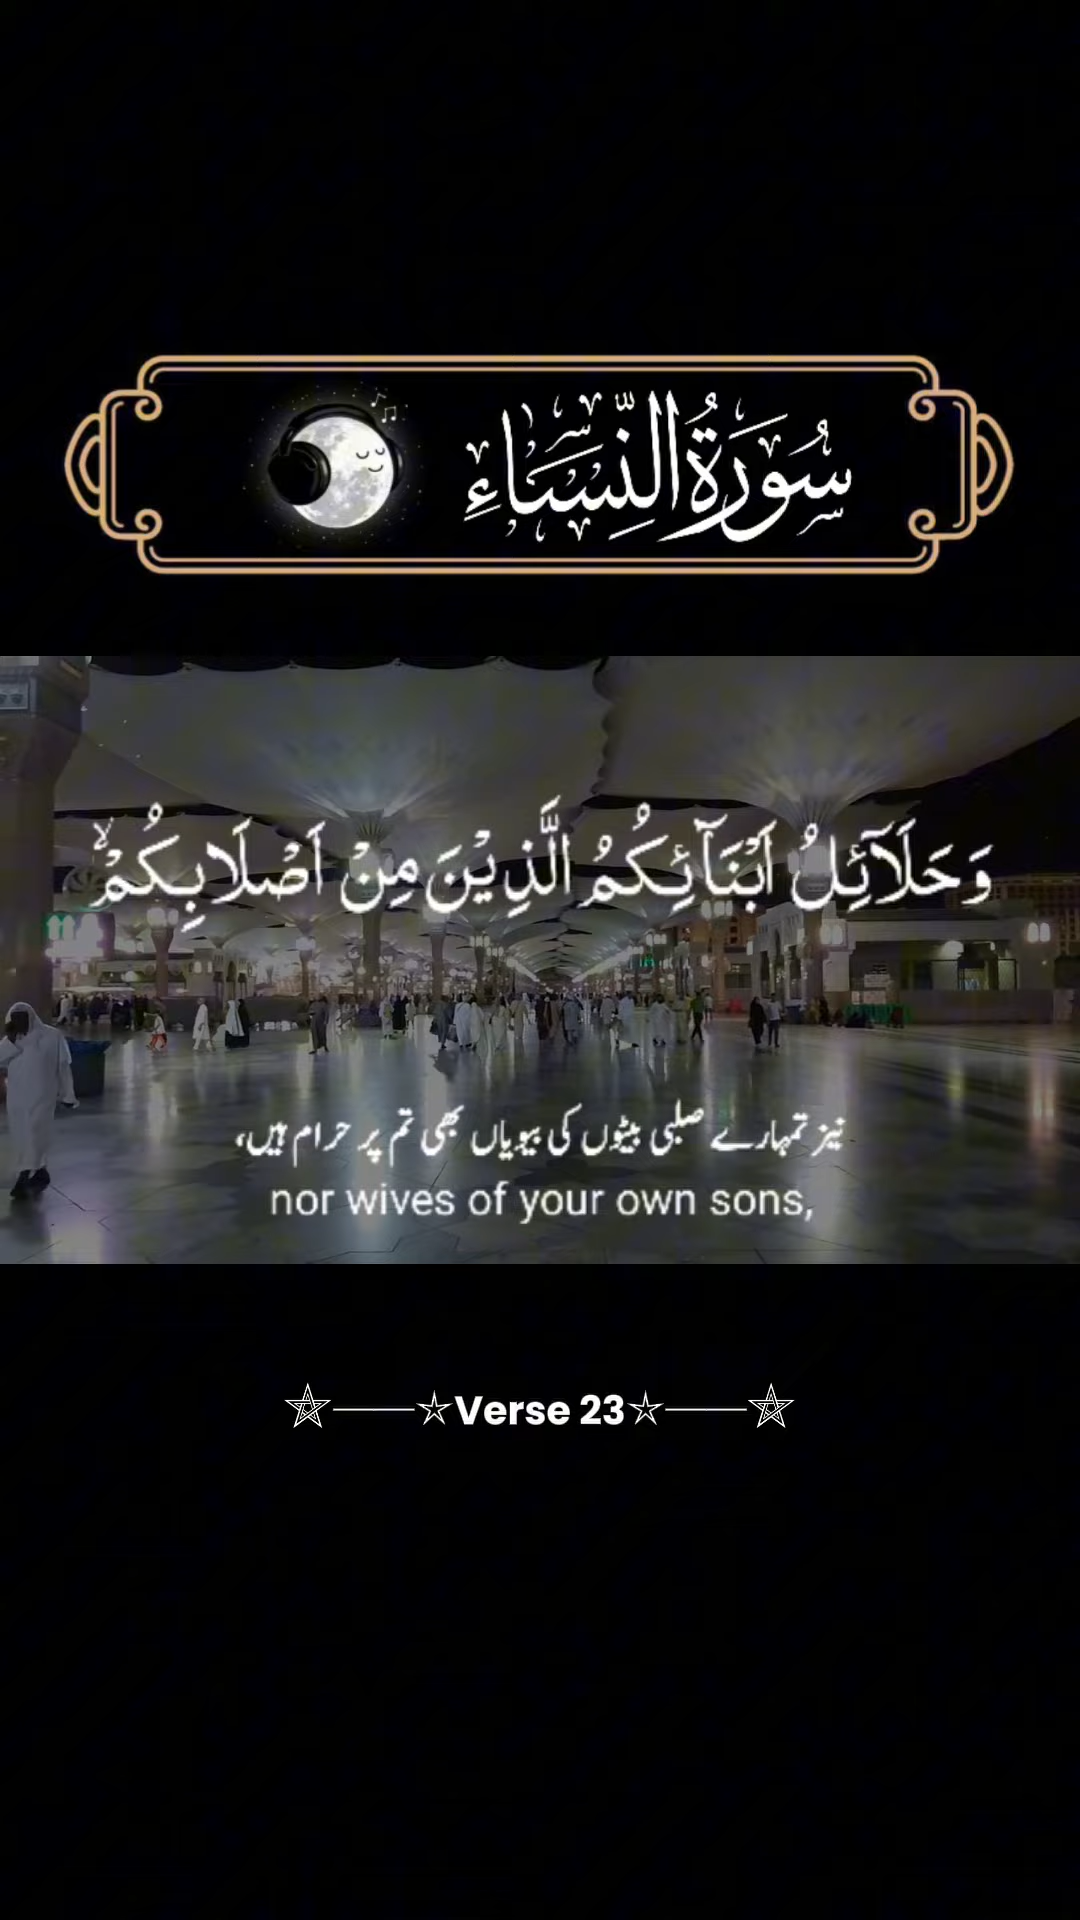 سُورَةُ النِّسَاءِ
وَحَلَآئِلُ اَبْنَآئِكُمُ الَّذِيْنَ مِنْ اَصْلَابِكُمْۙ
نیز تمہارے صلبی بیٹوں کی بیویاں بھی تم پر حرام ہیں،
nor wives of your own sons,
Verse 23